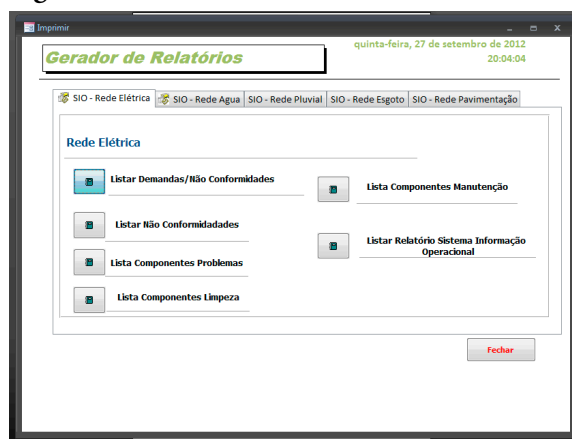 Imprimir
Gerador de Relatórios
quinta-feira, 27 de setembro de 2012
20:04:04
SIO - Rede Elétrica SIO - Rede Agua SIO - Rede Pluvial SIO - Rede Esgoto SIO - Rede Pavimentação
Rede Elétrica
Listar Demandas/Não Conformidades
Lista Componentes Manutenção
Listar Não Conformidadades
Listar Relatório Sistema Informação
Operacional
Lista Componentes Problemas
Lista Componentes Limpeza
Fechar